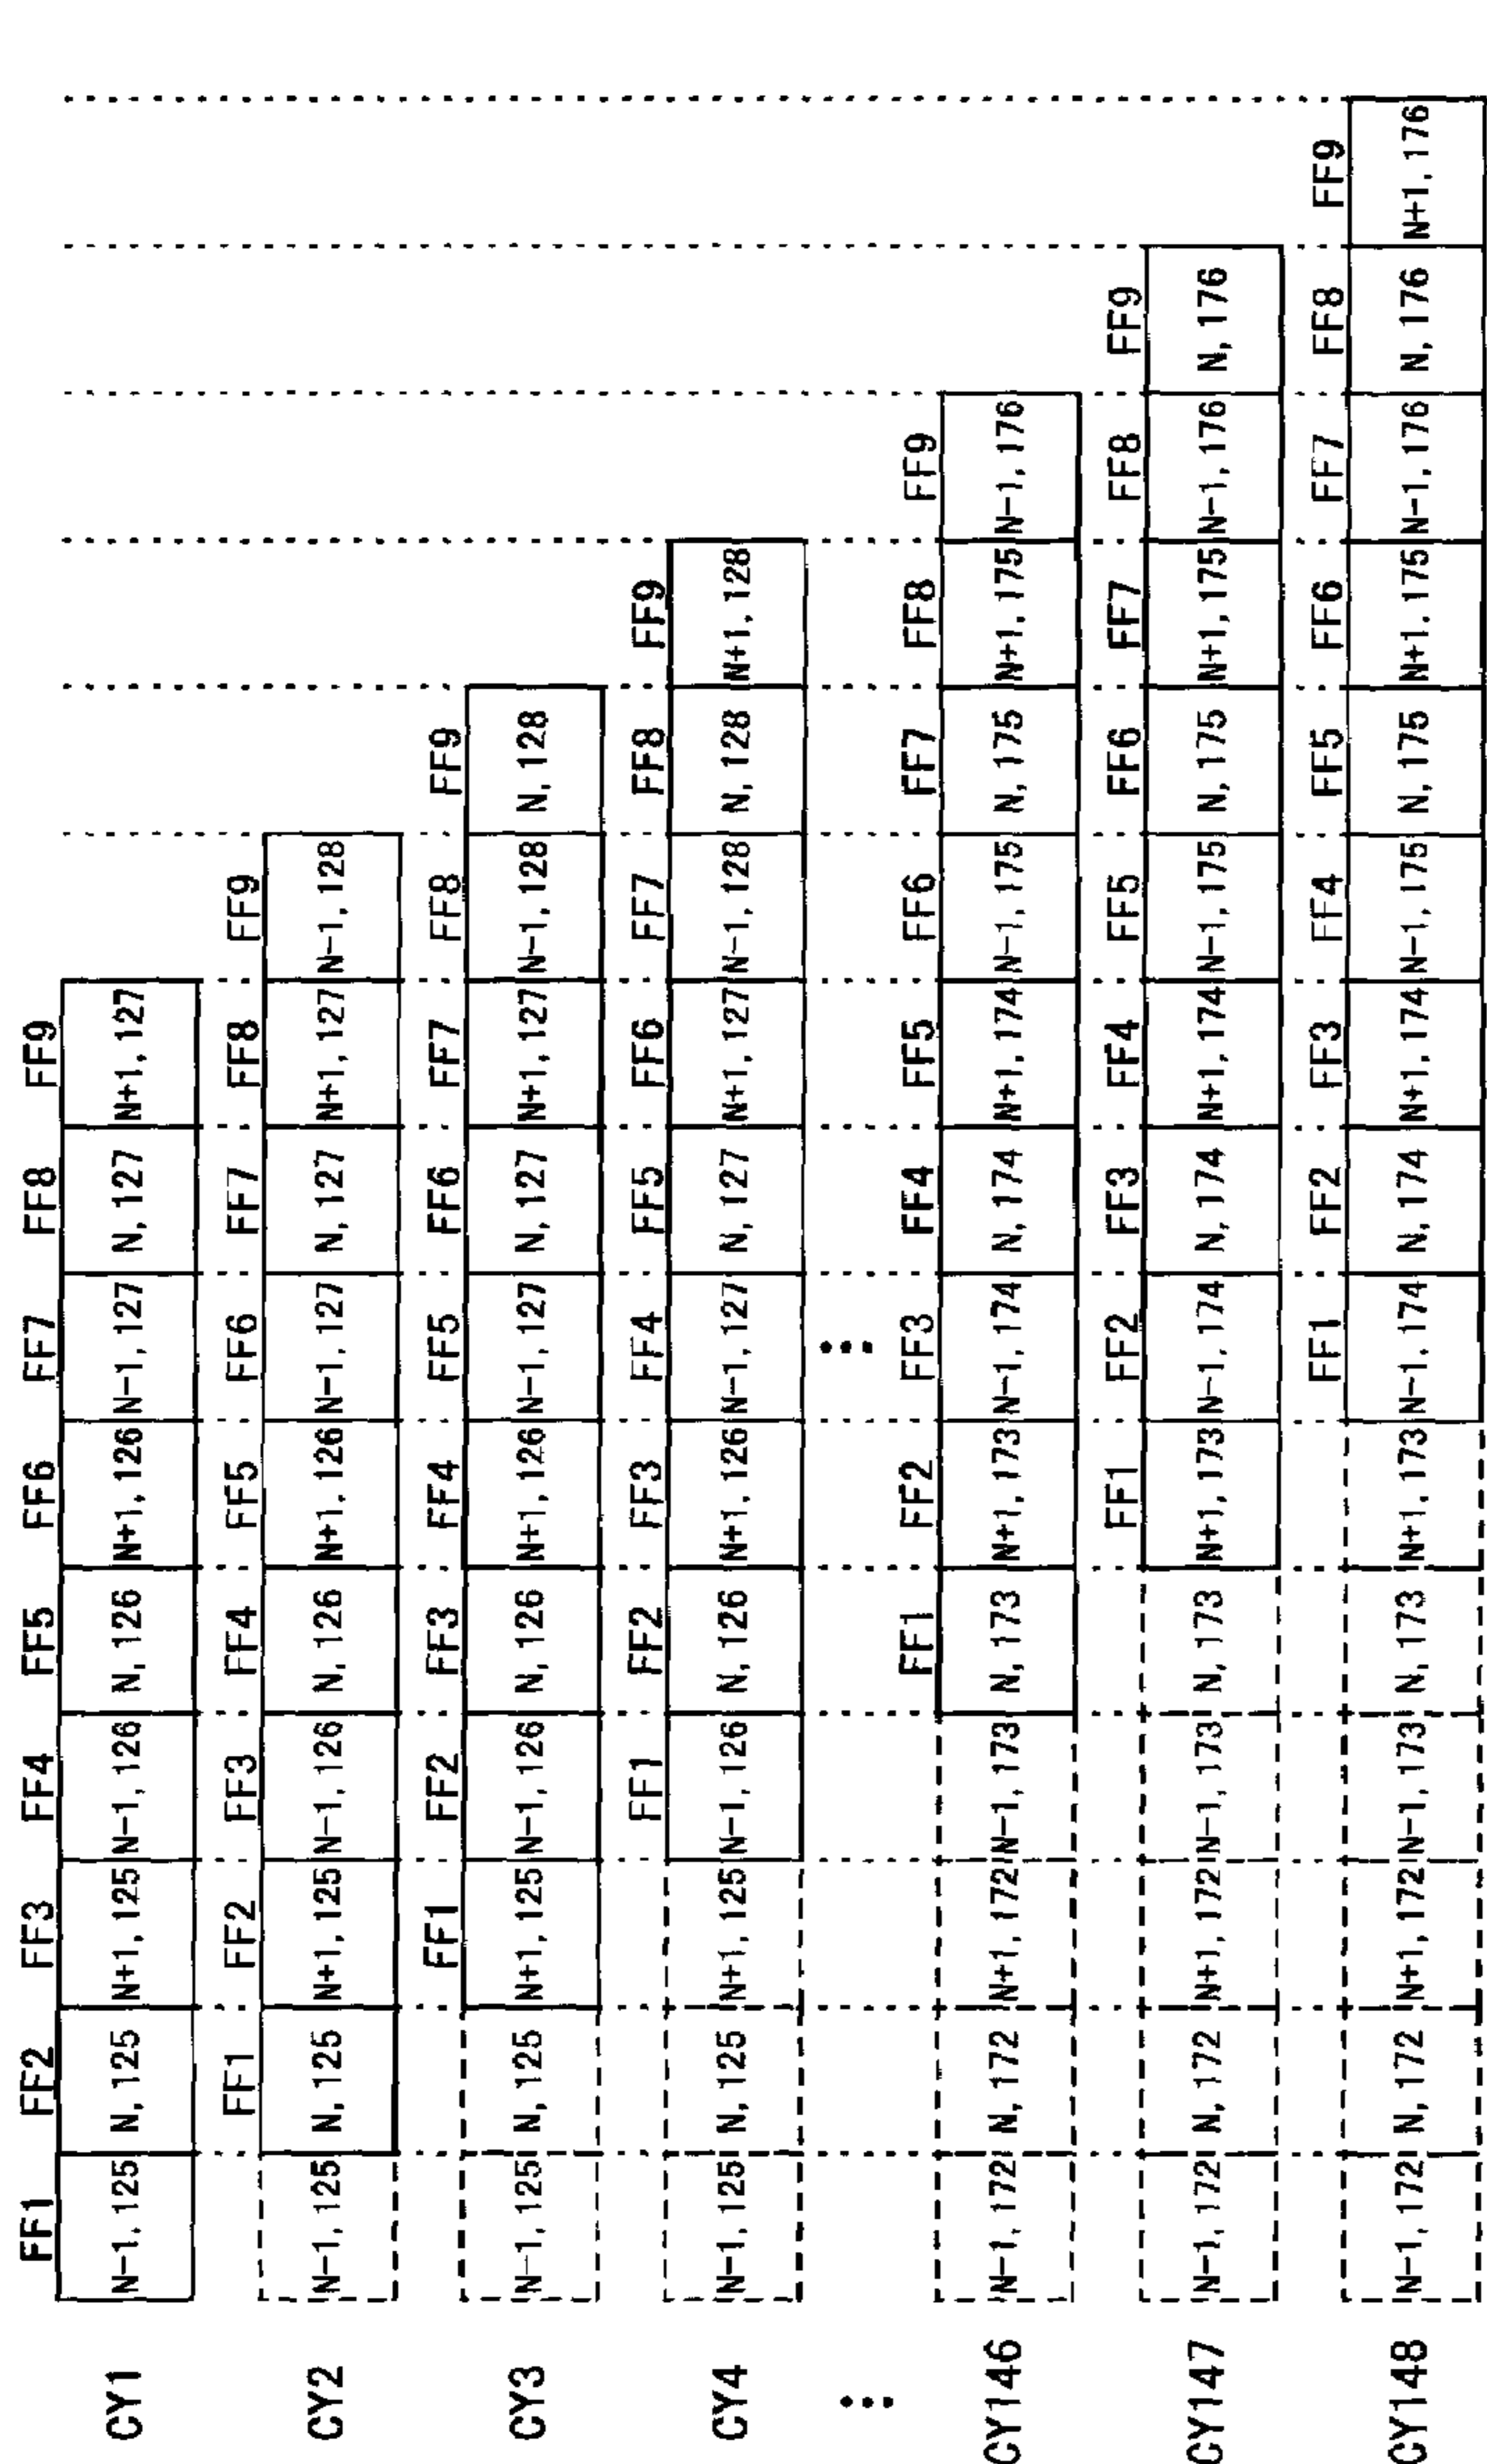 FF1 FF2 FF3 FF4 FF5 FF6 FF7 FF8 FF9
CY1 N-1, 125 N, 125 N+1, 125 N-1, 126 N, 126 N+1, 126 N-1, 127 N, 127 N+1, 127
FF1 FF2 FF3 FF4 FF5 FF6 FF7 FF8 FF9
CY2 N-1, 125 N, 125 N+1, 125 N-1, 126 N, 126 N+1, 126 N-1, 127 N, 127 N+1, 127 N-1, 128
FF1 FF2 FF3 FF4 FF5 FF6 FF7 FF8 FF9
CY3 N-1, 125 N, 125 N+1, 125 N-1, 126 N, 126 N+1, 126 N-1, 127 N, 127 N+1, 127 N-1, 128 N, 128
FF1 FF2 FF3 FF4 FF5 FF6 FF7 FF8 FF9
CY4 N-1, 125 N, 125 N+1, 125 N-1, 126 N, 126 N+1, 126 N-1, 127 N, 127 N+1, 127 N-1, 128 N, 128 N+1, 128
FF1 FF2 FF3 FF4 FF5 FF6 FF7 FF8 FF9
CY146 N-1, 172 N, 172 N+1, 172 N-1, 173 N, 173 N+1, 173 N-1, 174 N, 174 N+1, 174 N-1, 175 N, 175 N+1, 175 N-1, 176
FF1 FF2 FF3 FF4 FF5 FF6 FF7 FF8 FF9
CY147 N-1, 172 N, 172 N+1, 172 N-1, 173 N, 173 N+1, 173 N-1, 174 N, 174 N+1, 174 N-1, 175 N, 175 N+1, 175 N-1, 176 N, 176
FF1 FF2 FF3 FF4 FF5 FF6 FF7 FF8 FF9
CY148 N-1, 172 N, 172 N+1, 172 N-1, 173 N, 173 N+1, 173 N-1, 174 N, 174 N+1, 174 N-1, 175 N, 175 N+1, 175 N-1, 176 N, 176 N+1, 176